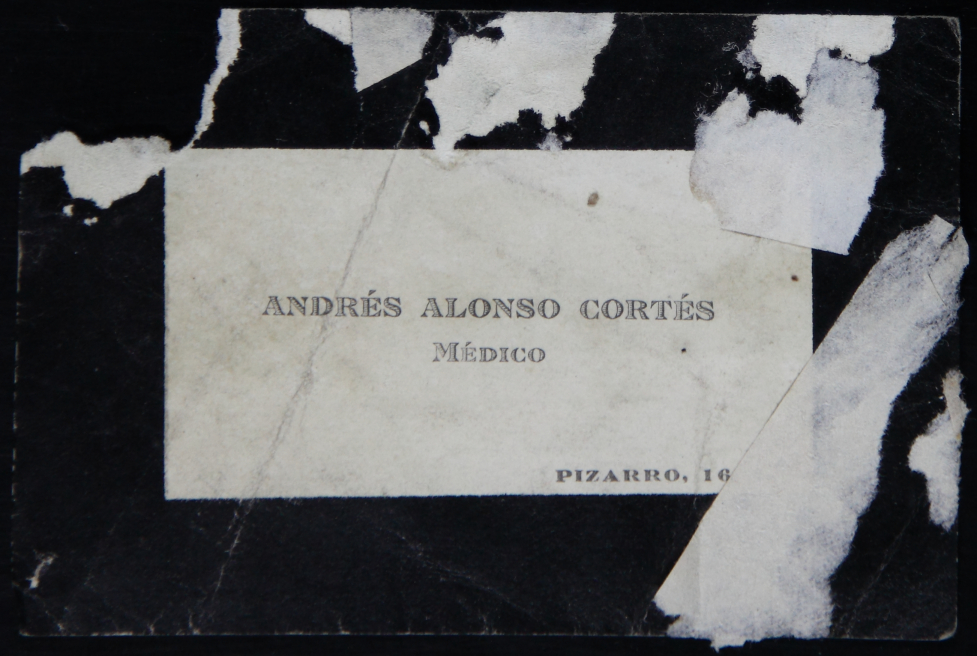 ANDRÉS ALONSO CORTÉS
MÉDICO
PIZARRO, 16